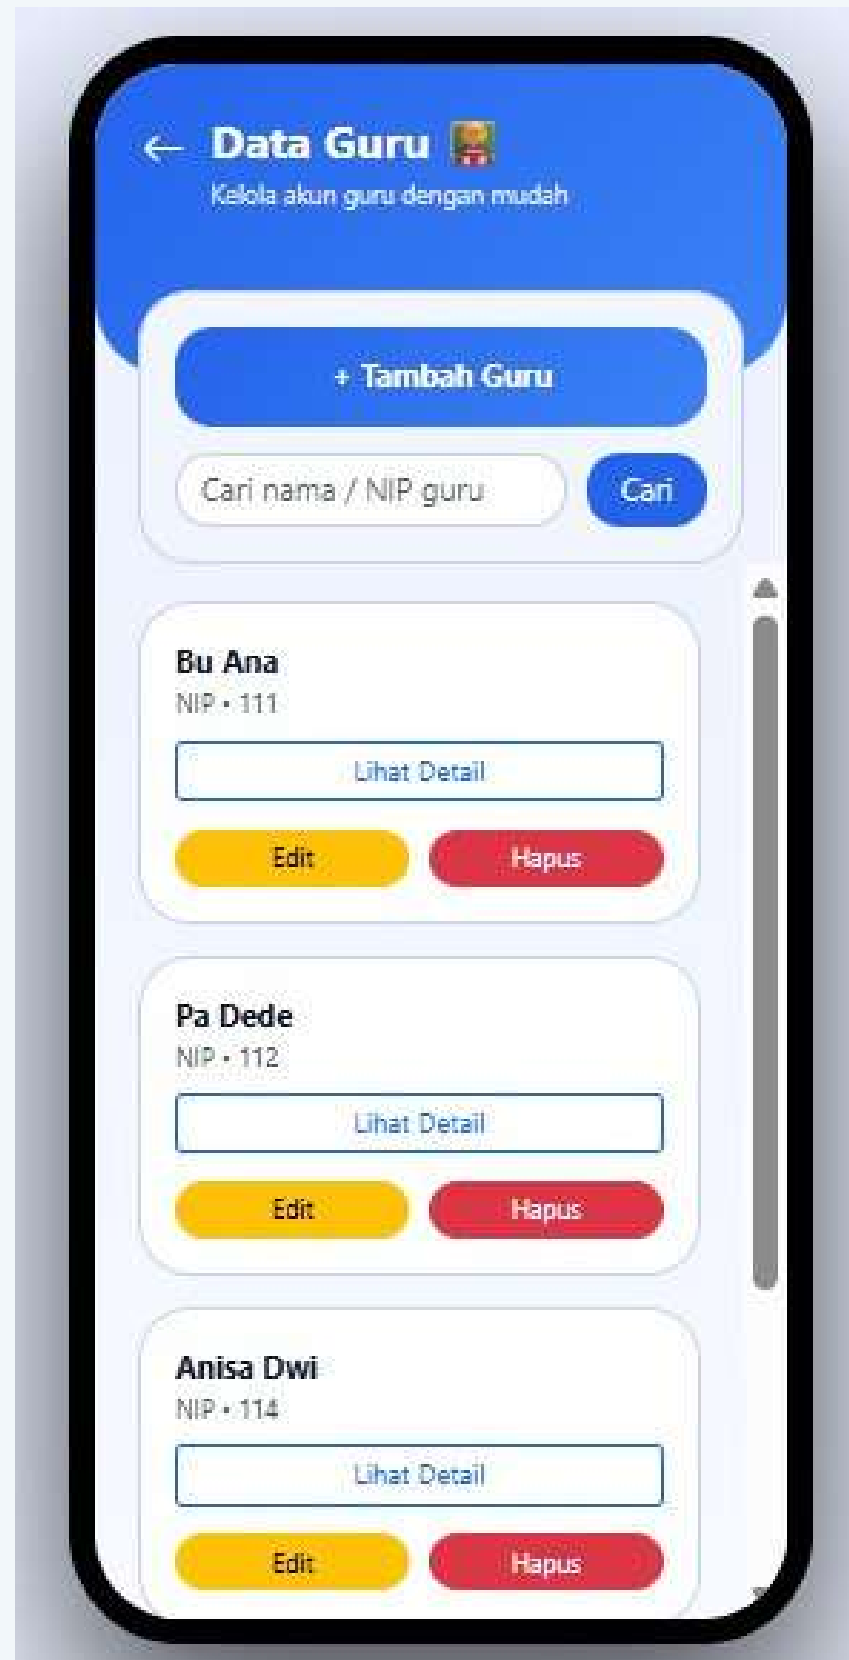 ← Data Guru 👩‍🏫
Kelola akun guru dengan mudah
+ Tambah Guru
Cari nama / NIP guru
Cari
Bu Ana
NIP • 111
Lihat Detail
Edit
Hapus
Pa Dede
NIP • 112
Lihat Detail
Edit
Hapus
Anisa Dwi
NIP • 114
Lihat Detail
Edit
Hapus